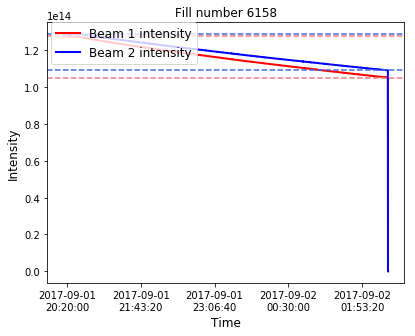 Fill number 6158
1e14
Beam 1 intensity
Beam 2 intensity
1.2
1.0
0.8
0.6
0.4
0.2
0.0
Intensity
2017-09-01
20:20:00
2017-09-01
21:43:20
2017-09-01
23:06:40
2017-09-02
00:30:00
2017-09-02
01:53:20
Time